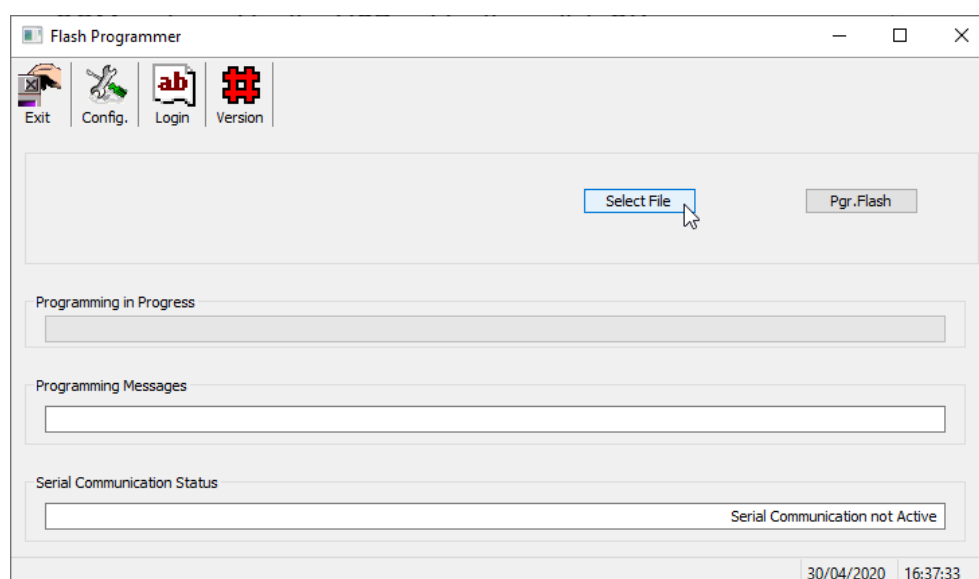 Flash Programmer
Exit Config. ab Login Version
Select File Pgr.Flash
Programming in Progress
Programming Messages
Serial Communication Status
Serial Communication not Active
30/04/2020 16:37:33